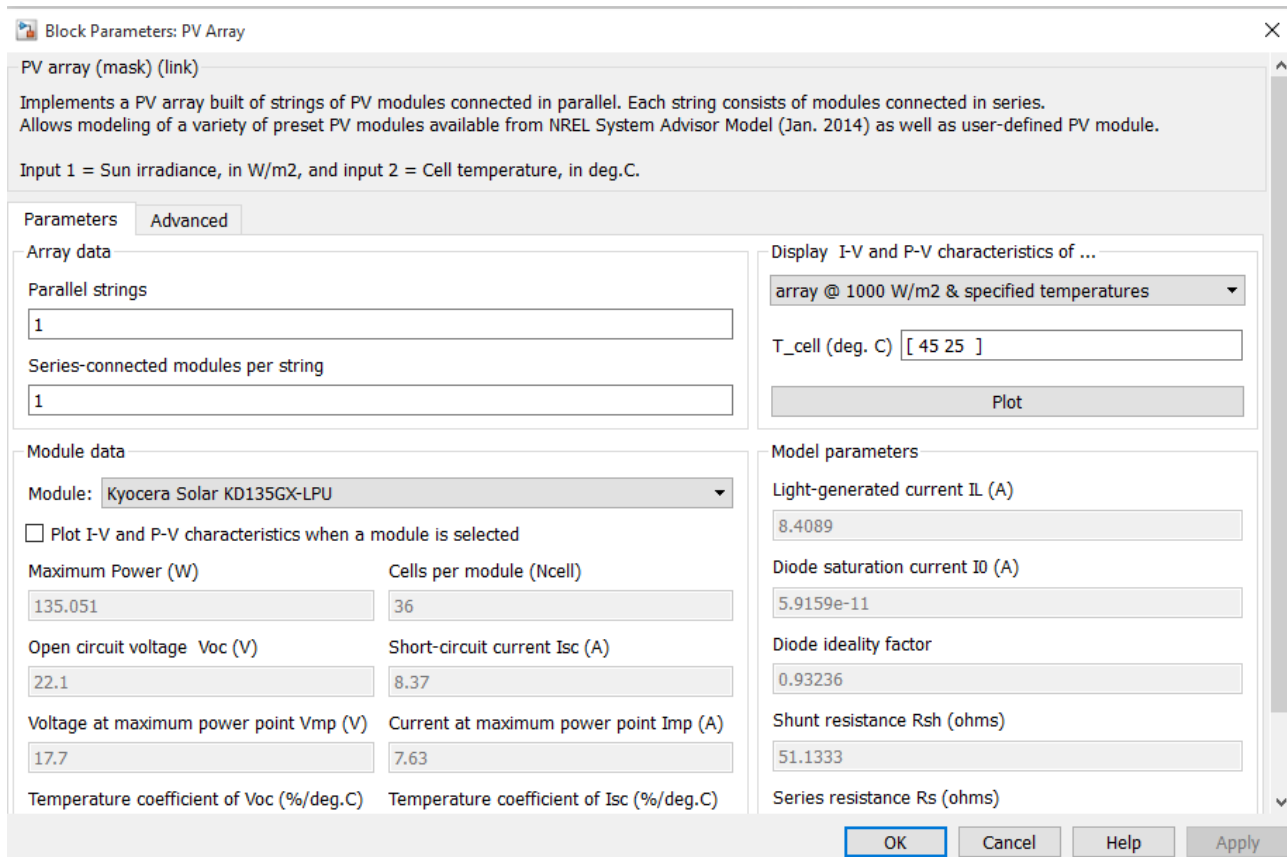 Block Parameters: PV Array
PV array (mask) (link)
Implements a PV array built of strings of PV modules connected in parallel. Each string consists of modules connected in series.
Allows modeling of a variety of preset PV modules available from NREL System Advisor Model (Jan. 2014) as well as user-defined PV module.
Input 1 = Sun irradiance, in W/m2, and input 2 = Cell temperature, in deg.C.
Parameters Advanced
Array data
Parallel strings
1
Series-connected modules per string
1
Display I-V and P-V characteristics of ...
array @ 1000 W/m2 & specified temperatures
T_cell (deg. C) [ 45 25 ]
Plot
Module data
Module: Kyocera Solar KD135GX-LPU
Plot I-V and P-V characteristics when a module is selected
Maximum Power (W) Cells per module (Ncell)
135.051 36
Open circuit voltage Voc (V) Short-circuit current Isc (A)
22.1 8.37
Voltage at maximum power point Vmp (V) Current at maximum power point Imp (A)
17.7 7.63
Temperature coefficient of Voc (%/deg.C) Temperature coefficient of Isc (%/deg.C)
Model parameters
Light-generated current IL (A)
8.4089
Diode saturation current I0 (A)
5.9159e-11
Diode ideality factor
0.93236
Shunt resistance Rsh (ohms)
51.1333
Series resistance Rs (ohms)
OK Cancel Help Apply